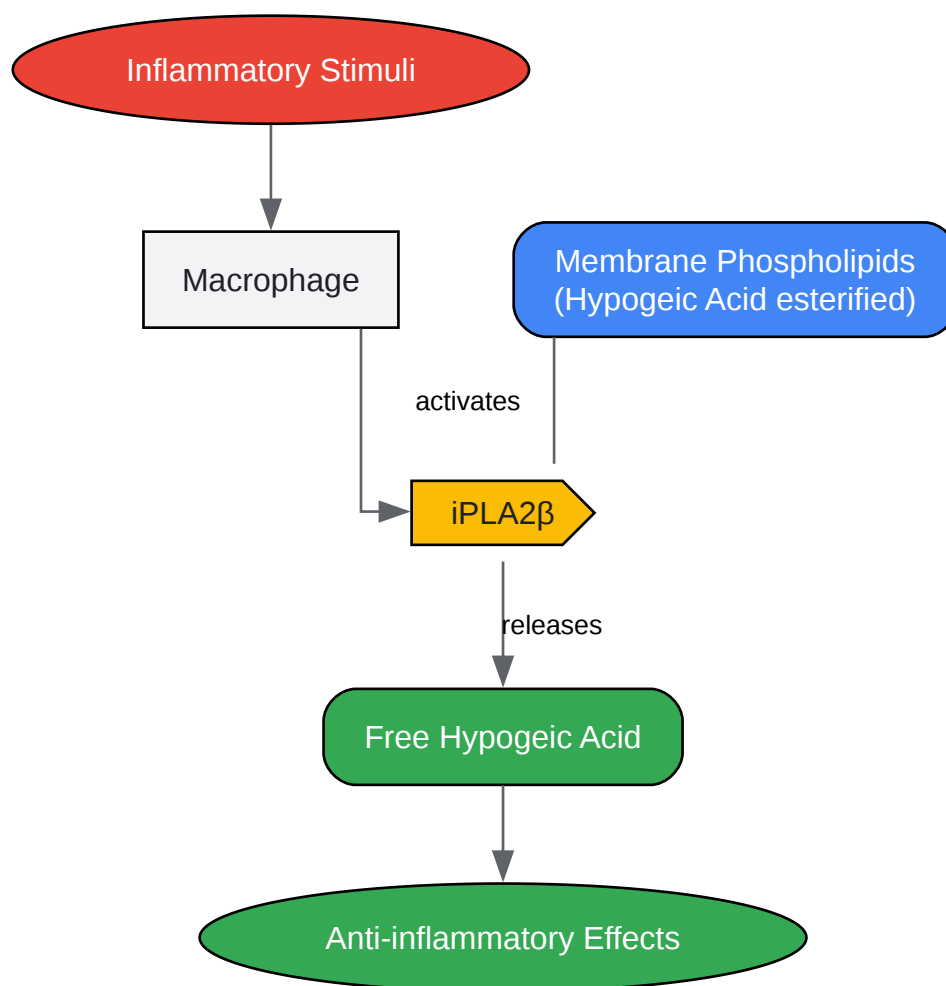 Inflammatory Stimuli
Macrophage
Membrane Phospholipids
(Hypogeic Acid esterified)
activates
iPLA2β
releases
Free Hypogeic Acid
Anti-inflammatory Effects